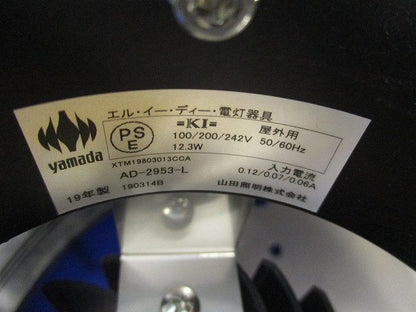 エル・イー・ディー・電灯器具
PS
E
=KI= 屋外用
100/200/242V 50/60Hz
12.3W 入力電流
0.12/0.07/0.06A
yamada
XTM19803013CCA
AD-2953-L
19年製 190314B 山田照明株式会社